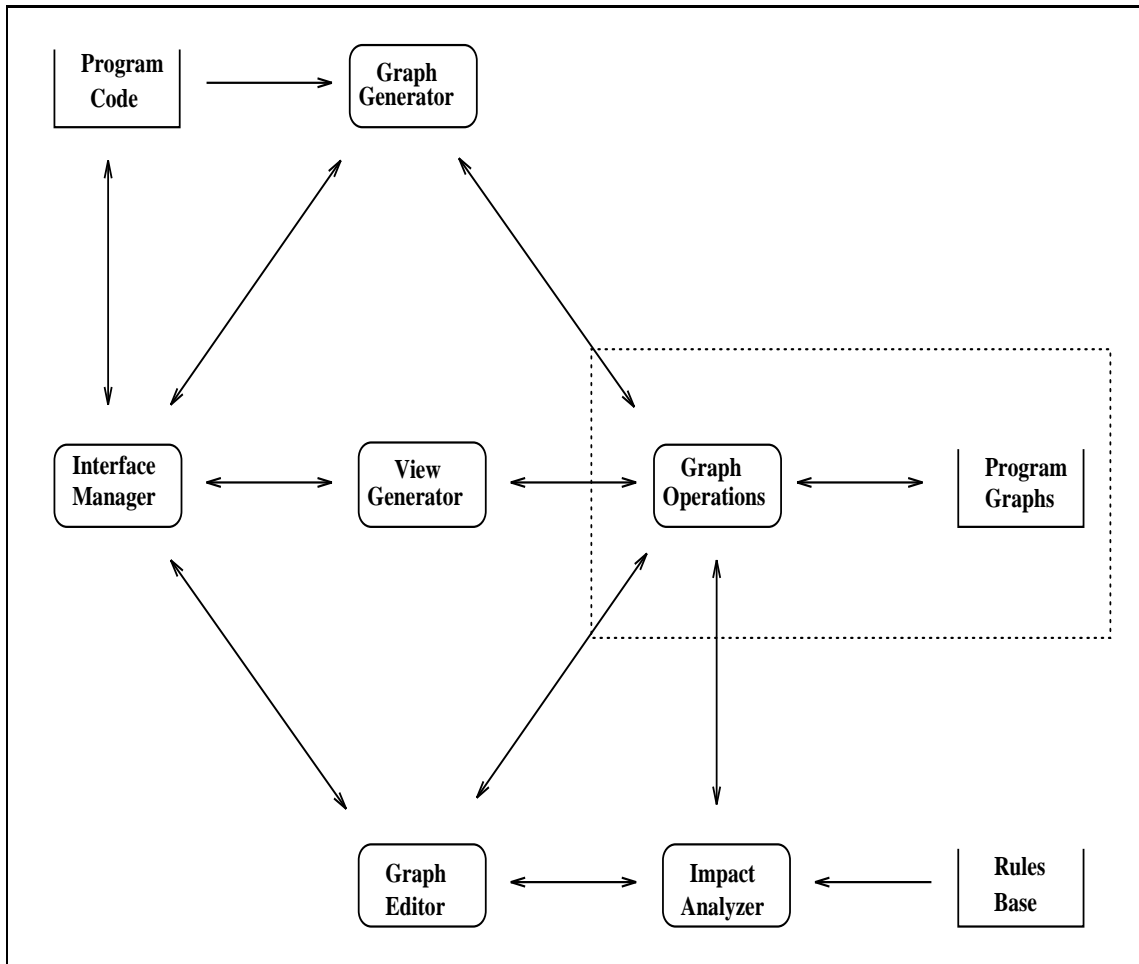 Program
Code
Graph
Generator
Interface
Manager
View
Generator
Graph
Operations
Program
Graphs
Graph
Editor
Impact
Analyzer
Rules
Base